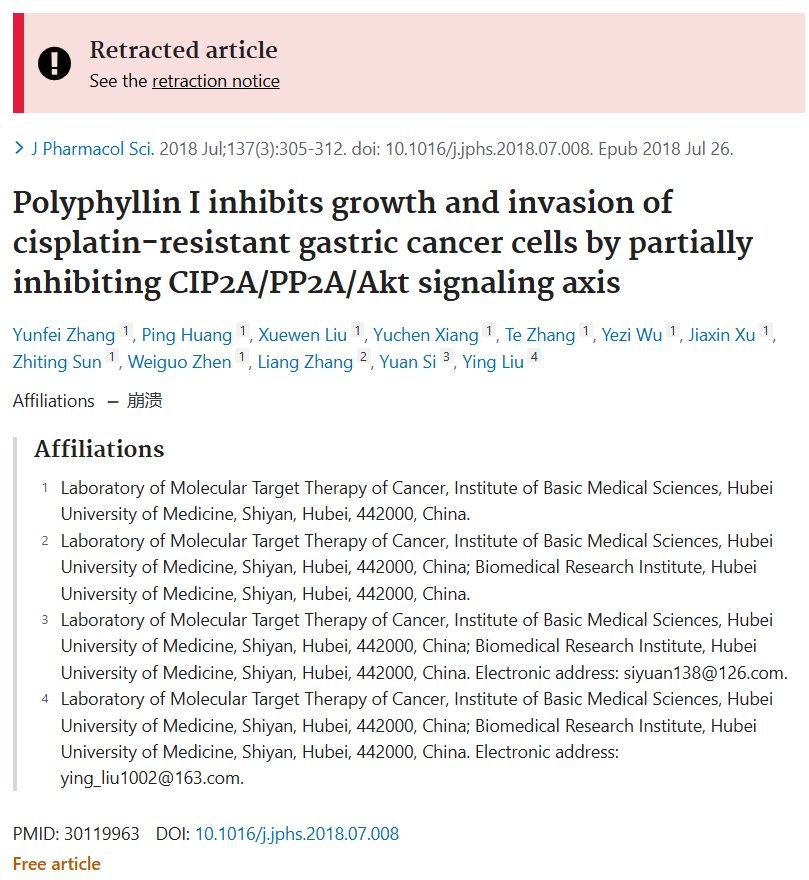 Retracted article
See the retraction notice
J Pharmacol Sci. 2018 Jul;137(3):305-312. doi: 10.1016/j.jphs.2018.07.008. Epub 2018 Jul 26.
Polyphyllin I inhibits growth and invasion of
cisplatin-resistant gastric cancer cells by partially
inhibiting CIP2A/PP2A/Akt signaling axis
Yunfei Zhang 1, Ping Huang 1, Xuewen Liu 1, Yuchen Xiang 1, Te Zhang 1, Yezi Wu 1, Jiaxin Xu 1,
Zhiting Sun 1, Weiguo Zhen 1, Liang Zhang 2, Yuan Si 3, Ying Liu 4
Affiliations – 崩溃
Affiliations
1 Laboratory of Molecular Target Therapy of Cancer, Institute of Basic Medical Sciences, Hubei
University of Medicine, Shiyan, Hubei, 442000, China.
2 Laboratory of Molecular Target Therapy of Cancer, Institute of Basic Medical Sciences, Hubei
University of Medicine, Shiyan, Hubei, 442000, China; Biomedical Research Institute, Hubei
University of Medicine, Shiyan, Hubei, 442000, China.
3 Laboratory of Molecular Target Therapy of Cancer, Institute of Basic Medical Sciences, Hubei
University of Medicine, Shiyan, Hubei, 442000, China; Biomedical Research Institute, Hubei
University of Medicine, Shiyan, Hubei, 442000, China. Electronic address: siyuan138@126.com.
4 Laboratory of Molecular Target Therapy of Cancer, Institute of Basic Medical Sciences, Hubei
University of Medicine, Shiyan, Hubei, 442000, China; Biomedical Research Institute, Hubei
University of Medicine, Shiyan, Hubei, 442000, China. Electronic address:
ying_liu1002@163.com.
PMID: 30119963 DOI: 10.1016/j.jphs.2018.07.008
Free article